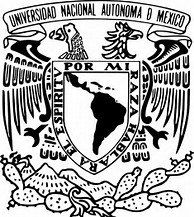 UNIVERSIDAD NACIONAL AUTONOMA D MEXICO
POR MI RAZA HABLARA EL ESPIRITU